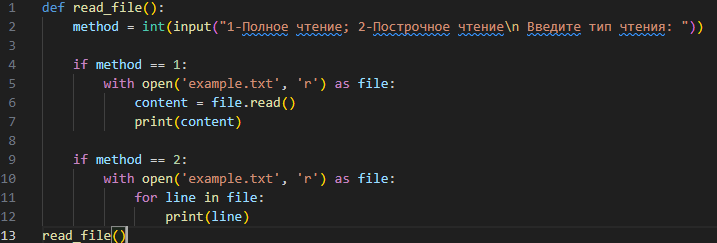 1 def read_file():
2     method = int(input("1-Полное чтение; 2-Построчное чтение\n Введите тип чтения: "))
3
4     if method == 1:
5         with open('example.txt', 'r') as file:
6             content = file.read()
7             print(content)
8
9     if method == 2:
10         with open('example.txt', 'r') as file:
11             for line in file:
12                 print(line)
13 read_file()